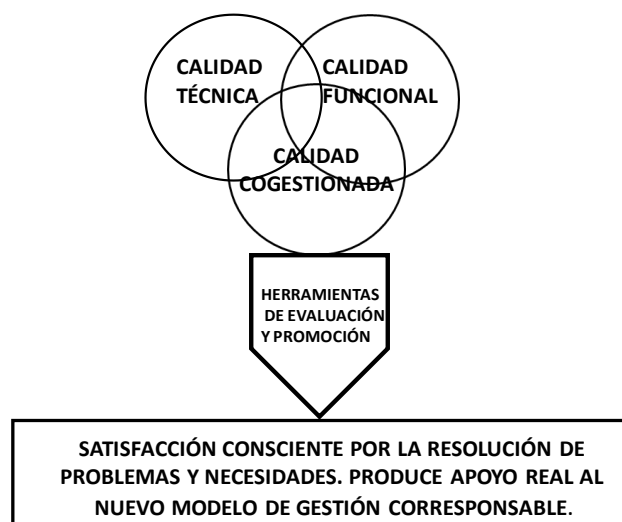 CALIDAD
TÉCNICA
CALIDAD
FUNCIONAL
CALIDAD
COGESTIONADA
HERRAMIENTAS
DE EVALUACIÓN
Y PROMOCIÓN
SATISFACCIÓN CONSCIENTE POR LA RESOLUCIÓN DE
PROBLEMAS Y NECESIDADES. PRODUCE APOYO REAL AL
NUEVO MODELO DE GESTIÓN CORRESPONSABLE.